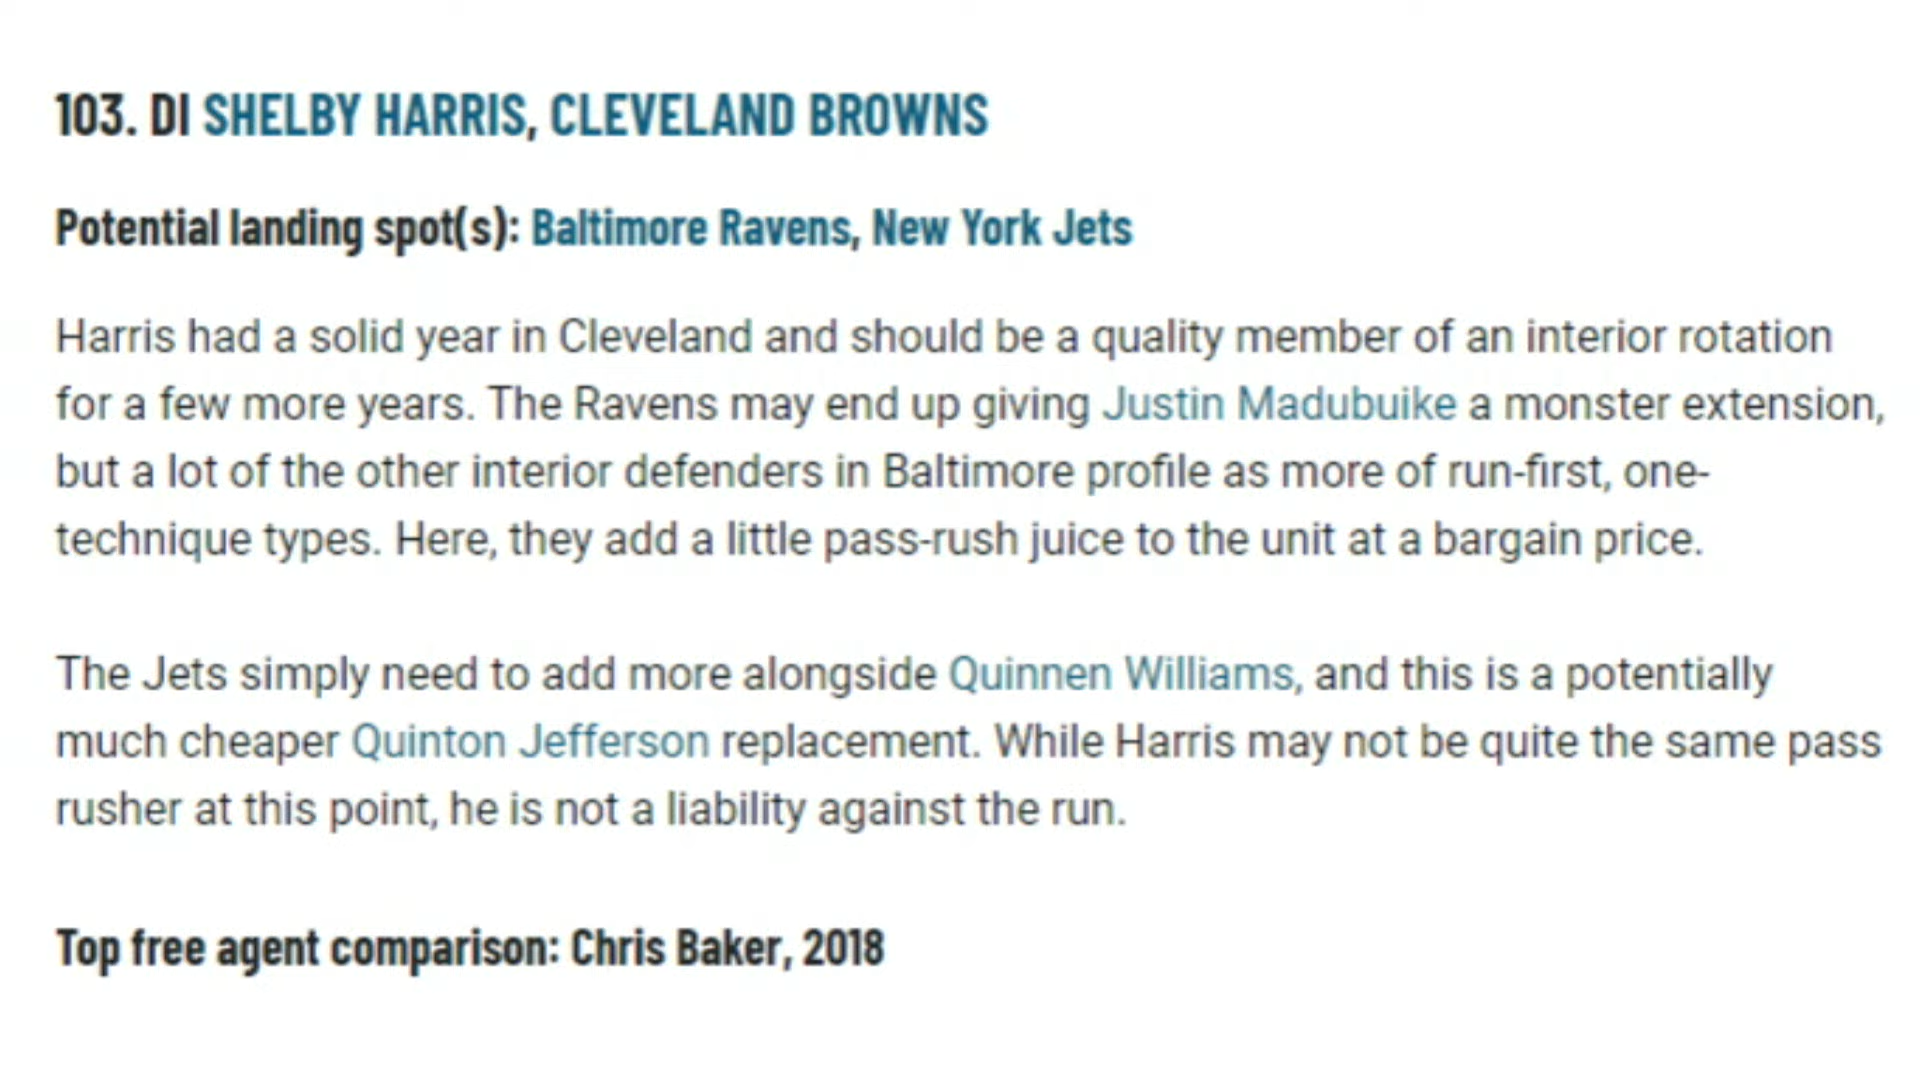 103. DI SHELBY HARRIS, CLEVELAND BROWNS
Potential landing spot(s): Baltimore Ravens, New York Jets
Harris had a solid year in Cleveland and should be a quality member of an interior rotation
for a few more years. The Ravens may end up giving Justin Madubuike a monster extension,
but a lot of the other interior defenders in Baltimore profile as more of run-first, one-
technique types. Here, they add a little pass-rush juice to the unit at a bargain price.
The Jets simply need to add more alongside Quinnen Williams, and this is a potentially
much cheaper Quinton Jefferson replacement. While Harris may not be quite the same pass
rusher at this point, he is not a liability against the run.
Top free agent comparison: Chris Baker, 2018